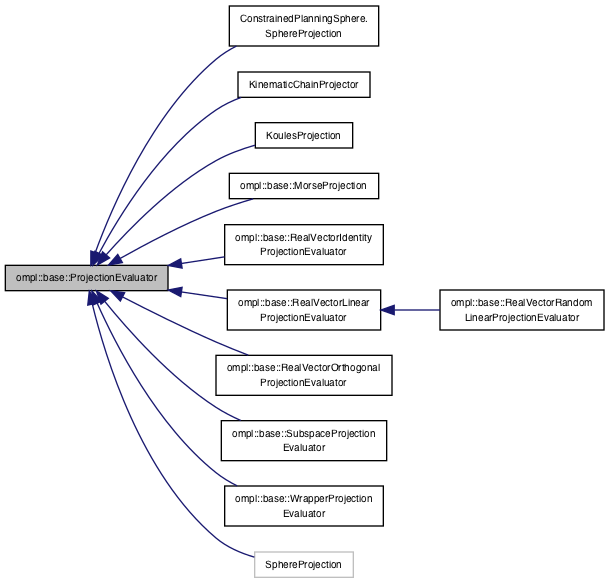 ConstrainedPlanningSphere.
SphereProjection
KinematicChainProjector
KoulesProjection
ompl::base::MorseProjection
ompl::base::RealVectorIdentity
ProjectionEvaluator
ompl::base::ProjectionEvaluator
ompl::base::RealVectorLinear
ProjectionEvaluator
ompl::base::RealVectorRandom
LinearProjectionEvaluator
ompl::base::RealVectorOrthogonal
ProjectionEvaluator
ompl::base::SubspaceProjection
Evaluator
ompl::base::WrapperProjection
Evaluator
SphereProjection